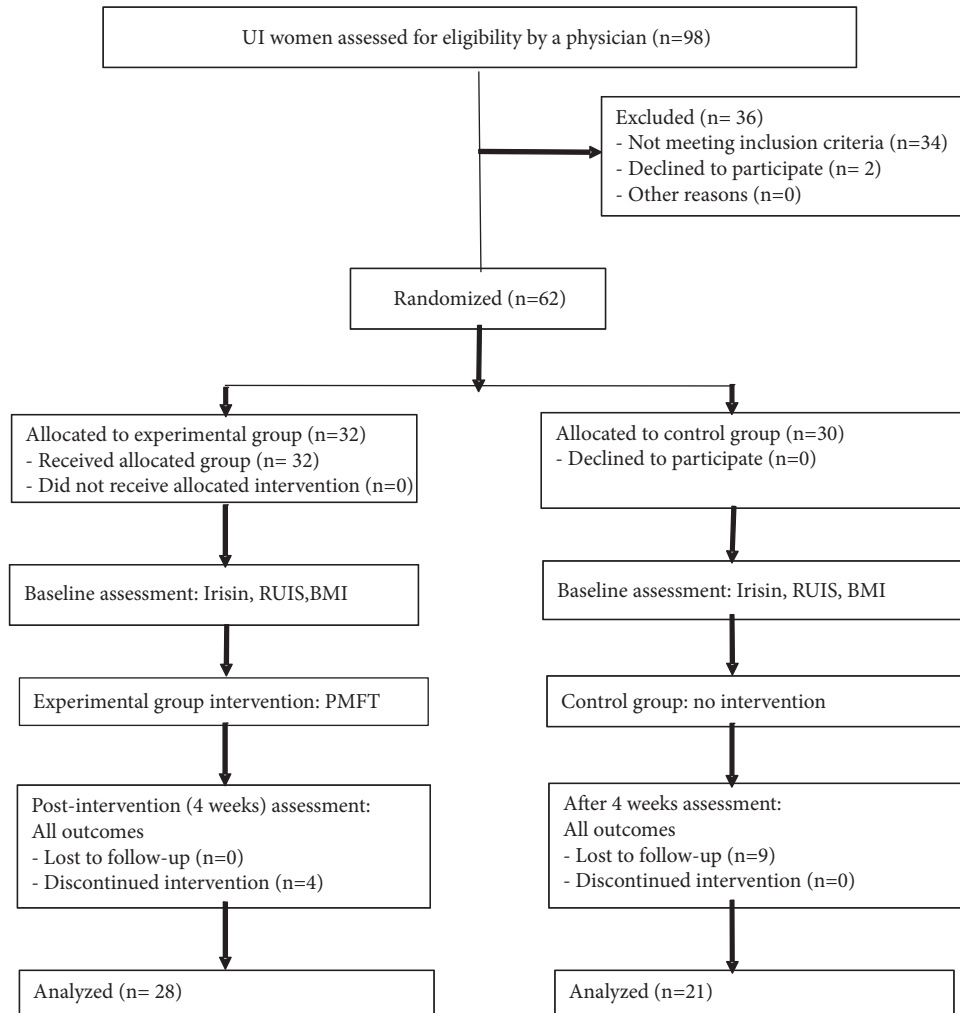 UI women assessed for eligibility by a physician (n=98)
Excluded (n= 36)
- Not meeting inclusion criteria (n=34)
- Declined to participate (n= 2)
- Other reasons (n=0)
Randomized (n=62)
Allocated to experimental group (n=32)
- Received allocated group (n= 32)
- Did not receive allocated intervention (n=0)
Allocated to control group (n=30)
- Declined to participate (n=0)
Baseline assessment: Irisin, RUIS,BMI
Baseline assessment: Irisin, RUIS, BMI
Experimental group intervention: PMFT
Control group: no intervention
Post-intervention (4 weeks) assessment:
All outcomes
- Lost to follow-up (n=0)
- Discontinued intervention (n=4)
After 4 weeks assessment:
All outcomes
- Lost to follow-up (n=9)
- Discontinued intervention (n=0)
Analyzed (n= 28)
Analyzed (n=21)